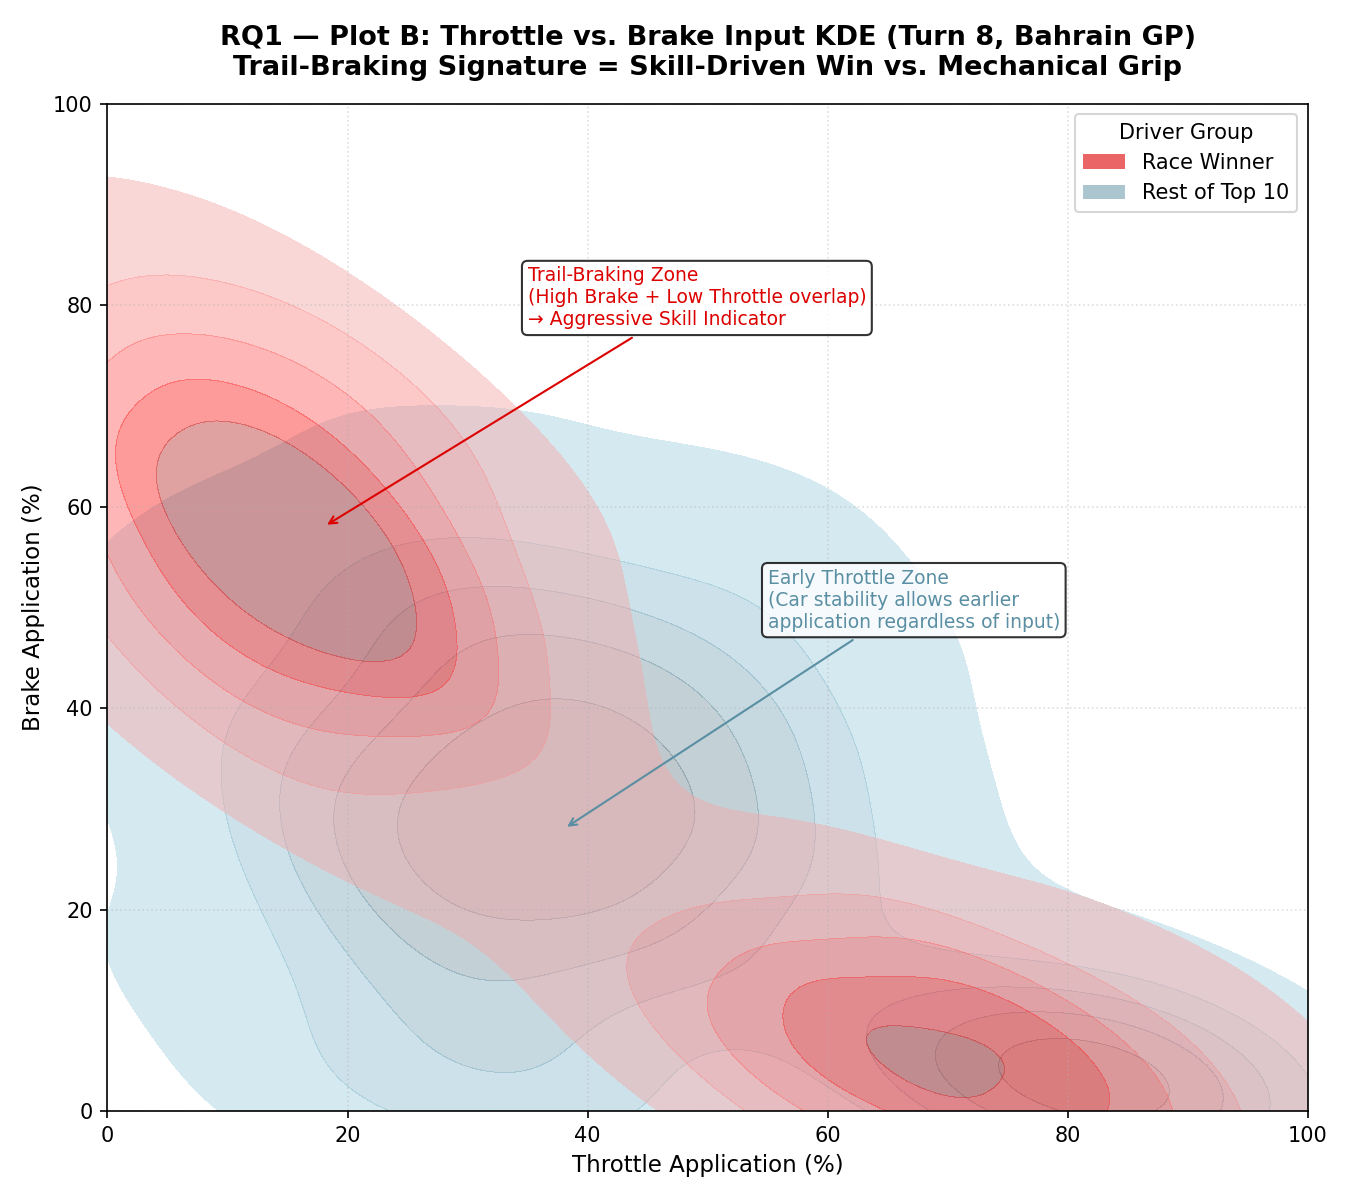 RQ1 — Plot B: Throttle vs. Brake Input KDE (Turn 8, Bahrain GP)
Trail-Braking Signature = Skill-Driven Win vs. Mechanical Grip
Driver Group
Race Winner
Rest of Top 10
Trail-Braking Zone
(High Brake + Low Throttle overlap)
→ Aggressive Skill Indicator
Early Throttle Zone
(Car stability allows earlier
application regardless of input)
Brake Application (%)
100
80
60
40
20
0
0 20 40 60 80 100
Throttle Application (%)